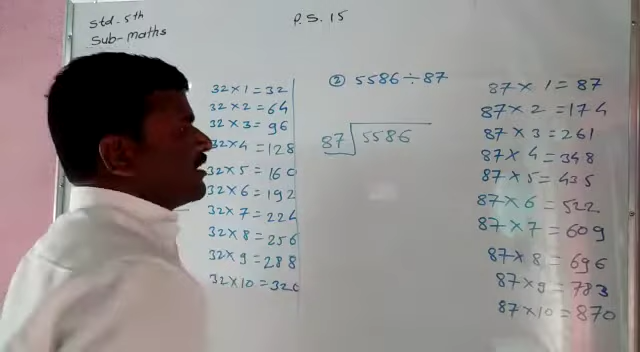 Std - 5th
Sub - maths
P.S. 15
32 × 1 = 32
32 × 2 = 64
32 × 3 = 96
32 × 4 = 128
32 × 5 = 160
32 × 6 = 192
32 × 7 = 224
32 × 8 = 256
32 × 9 = 288
32 × 10 = 320
② 5586 ÷ 87
87 5586
87 × 1 = 87
87 × 2 = 174
87 × 3 = 261
87 × 4 = 348
87 × 5 = 435
87 × 6 = 522
87 × 7 = 609
87 × 8 = 696
87 × 9 = 783
87 × 10 = 870